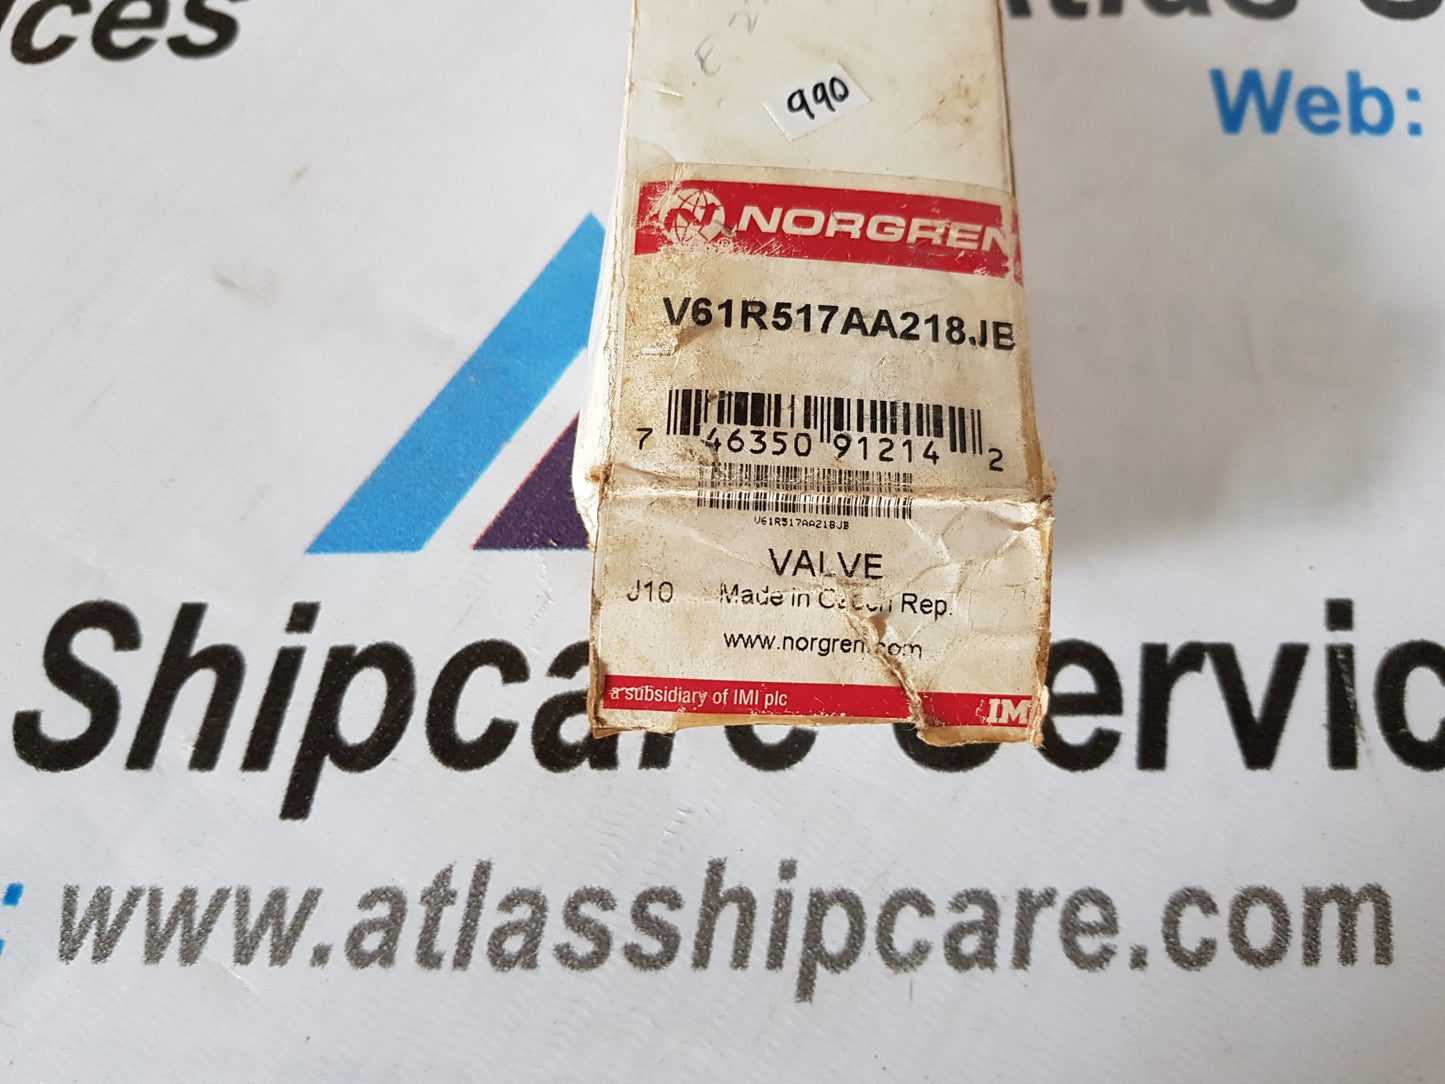 Web:
990
NORGREN
V61R517AA218JB
7 46350 91214 2
V61R517AA218JB
VALVE
J10 Made in Czech Rep.
www.norgren.com
a subsidiary of IMI plc
IM
Shipcare Servic
www.atlasshipcare.com